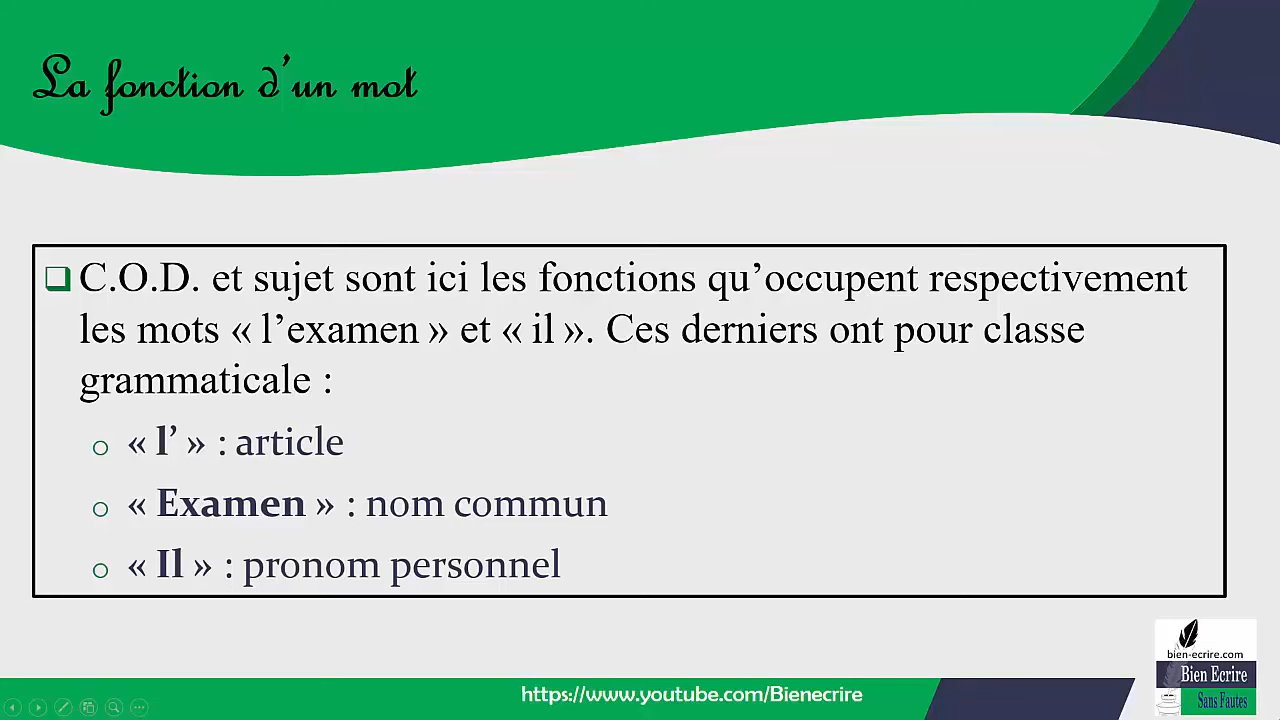 La fonction d’un mot
C.O.D. et sujet sont ici les fonctions qu’occupent respectivement
les mots « l’examen » et « il ». Ces derniers ont pour classe
grammaticale :
« l’ » : article
« Examen » : nom commun
« Il » : pronom personnel
bien-ecrire.com
Bien Ecrire
Sans Fautes
https://www.youtube.com/Bienecrire